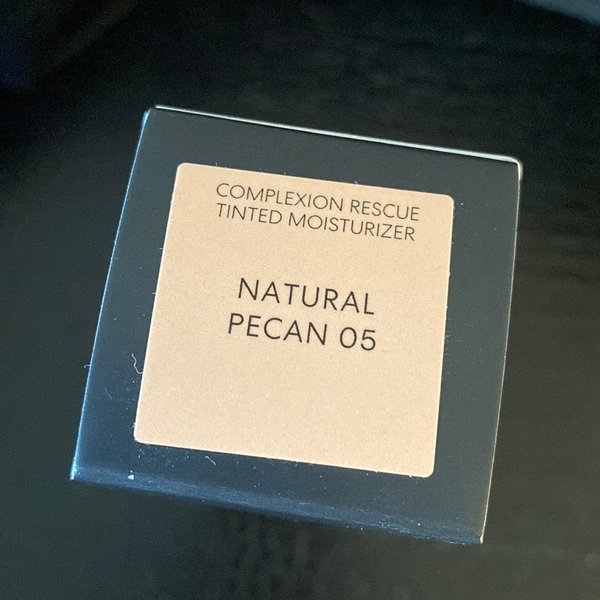 COMPLEXION RESCUE
TINTED MOISTURIZER
NATURAL
PECAN 05